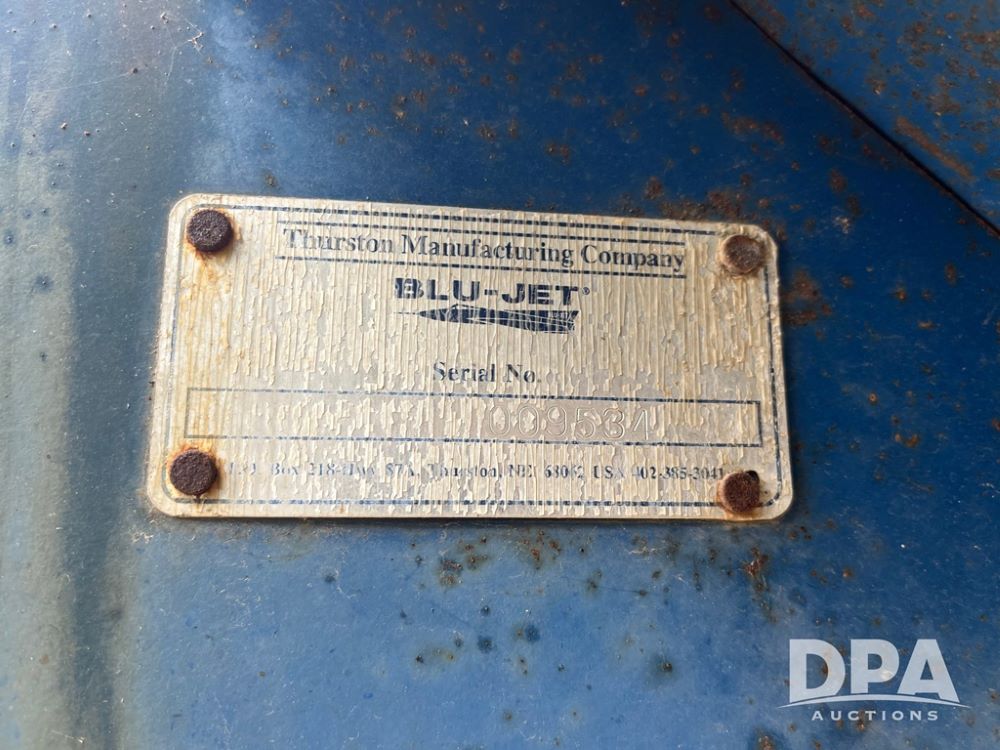 Thurston Manufacturing Company
BLU-JET®
Serial No.
009534
Box 218-Hwy 87A, Thurston, NE 68062 USA 402-385-3041
DPA
AUCTIONS